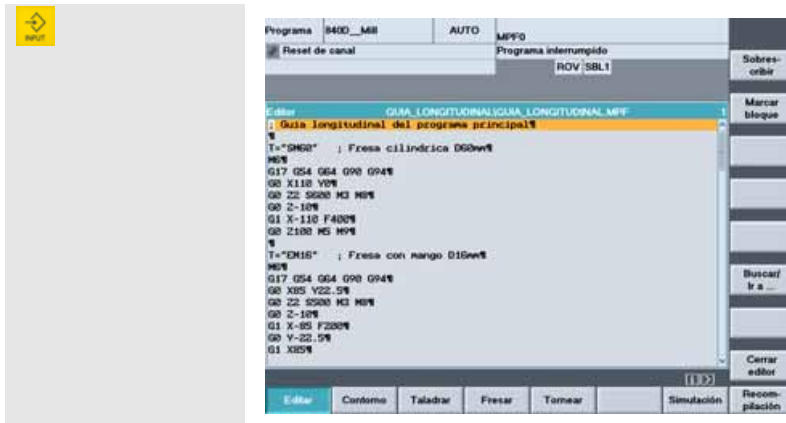 INPUT
Programa 840D__Mill AUTO MPF0
Reset de canal Programa interrumpido
ROV SBL1
Editor GUIA_LONGITUDINAL\GUIA_LONGITUDINAL.MPF 1
; Guia longitudinal del programa principal¶
¶
T="SM60" ; Fresa cilíndrica D60mm¶
M6¶
G17 G54 G64 G90 G94¶
G0 X110 Y0¶
G0 Z2 S600 M3 M8¶
G0 Z-10¶
G1 X-110 F400¶
G0 Z100 M5 M9¶
¶
T="EM16" ; Fresa con mango D16mm¶
M6¶
G17 G54 G64 G90 G94¶
G0 X85 Y22.5¶
G0 Z2 S500 M3 M8¶
G0 Z-10¶
G1 X-85 F200¶
G0 Y-22.5¶
G1 X85¶
Sobres-
cribir
Marcar
bloque
Buscar/
Ir a ...
Cerrar
editor
Recom-
pilación
Editar Contorno Taladrar Fresar Tornear Simulación